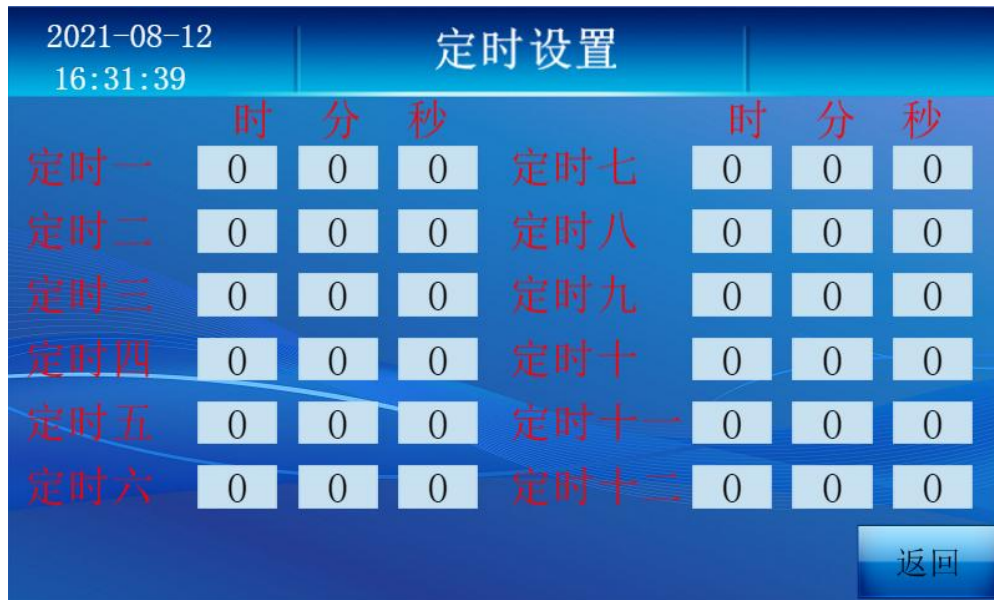 2021-08-12
定时设置
16:31:39
时 分 秒 时 分 秒
定时一 0 0 0 定时七 0 0 0
定时二 0 0 0 定时八 0 0 0
定时三 0 0 0 定时九 0 0 0
定时四 0 0 0 定时十 0 0 0
定时五 0 0 0 定时十一 0 0 0
定时六 0 0 0 定时十二 0 0 0
返回